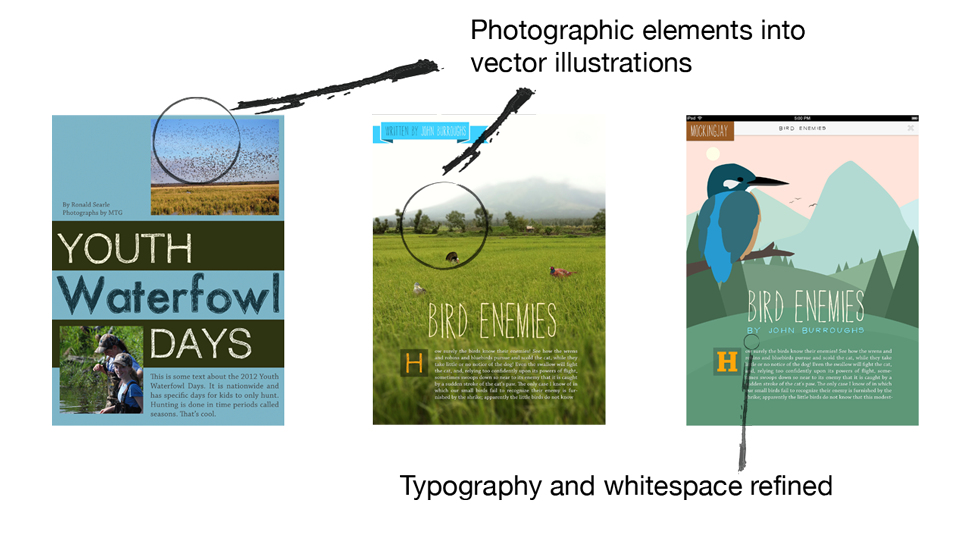 Photographic elements into
vector illustrations
By Ronald Searle
Photographs by MTG
YOUTH
Waterfowl
DAYS
This is some text about the 2012 Youth
Waterfowl Days. It is nationwide and
has specific days for kids to only hunt.
Hunting is done in time periods called
seasons. That's cool.
WRITTEN BY JOHN BURROUGHS
BIRD ENEMIES
How surely the birds know their enemies! See how the wrens
and robins and bluebirds pursue and scold the cat, while they
take little or no notice of the dog! Even the swallow will fight
the cat, and, relying too confidently upon its powers of flight,
sometimes swoops down so near to its enemy that it is caught by
a sudden stroke of the cat's paw. The only case I know of in
which our small birds fail to recognize their enemy is furnished
by the shrike; apparently the little birds do not know
iPad
5:00 PM
MOCKINGJAY
BIRD ENEMIES
BIRD ENEMIES
BY JOHN BURROUGHS
H
surely the birds know their enemies! See how the wrens and
robins and bluebirds pursue and scold the cat, while they take
little or no notice of the dog! Even the swallow will fight the
cat, and, relying too confidently upon its powers of flight, some-
times swoops down so near to its enemy that it is caught by a
sudden stroke of the cat's paw. The only case I know of in which
our small birds fail to recognize their enemy is furnished by the
shrike; apparently the little birds do not know that this modest
Typography and whitespace refined